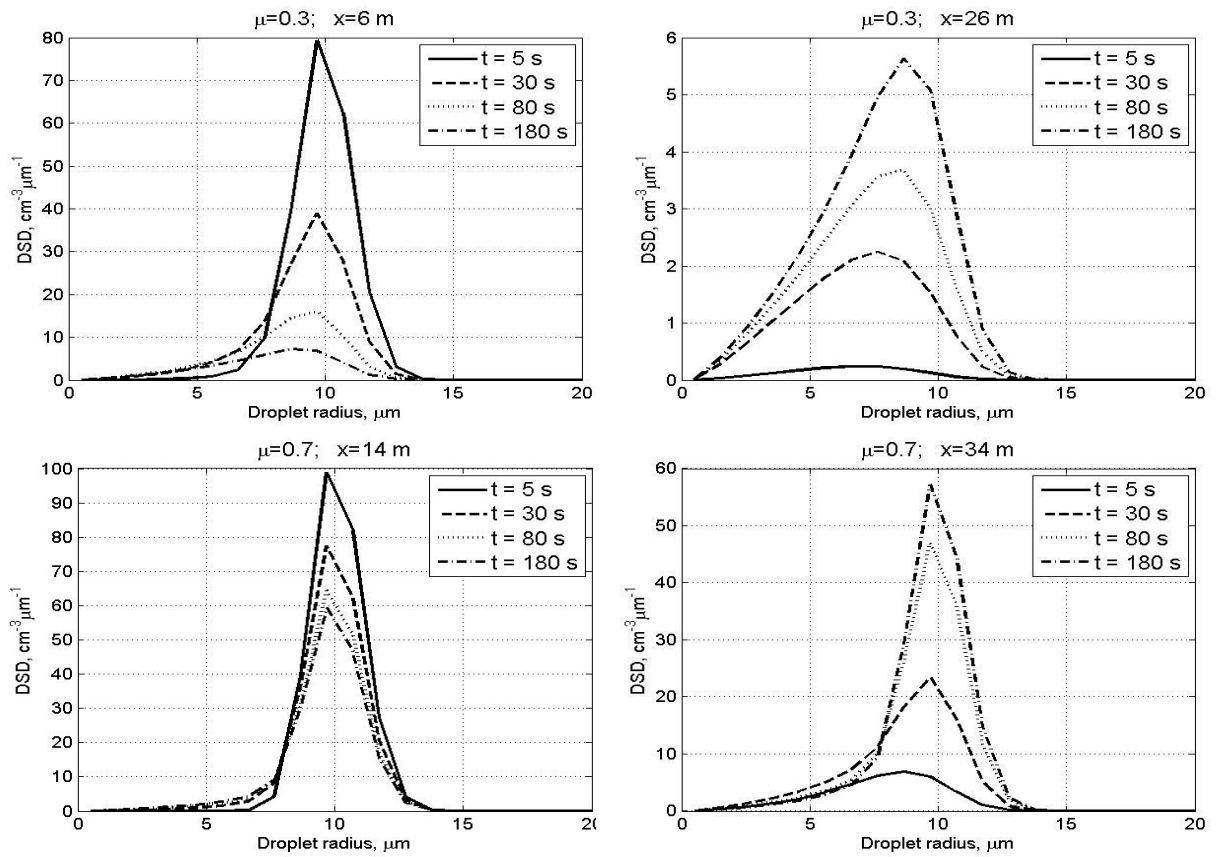 μ=0.3; x=6 m
80
70
60
50
40
30
20
10
0
DSD, cm-3μm-1
t = 5 s
t = 30 s
t = 80 s
t = 180 s
0 5 10 15 20
Droplet radius, μm
μ=0.3; x=26 m
6
5
4
3
2
1
0
DSD, cm-3μm-1
t = 5 s
t = 30 s
t = 80 s
t = 180 s
0 5 10 15 20
Droplet radius, μm
μ=0.7; x=14 m
100
90
80
70
60
50
40
30
20
10
0
DSD, cm-3μm-1
t = 5 s
t = 30 s
t = 80 s
t = 180 s
0 5 10 15 20
Droplet radius, μm
μ=0.7; x=34 m
60
50
40
30
20
10
0
DSD, cm-3μm-1
t = 5 s
t = 30 s
t = 80 s
t = 180 s
0 5 10 15 20
Droplet radius, μm